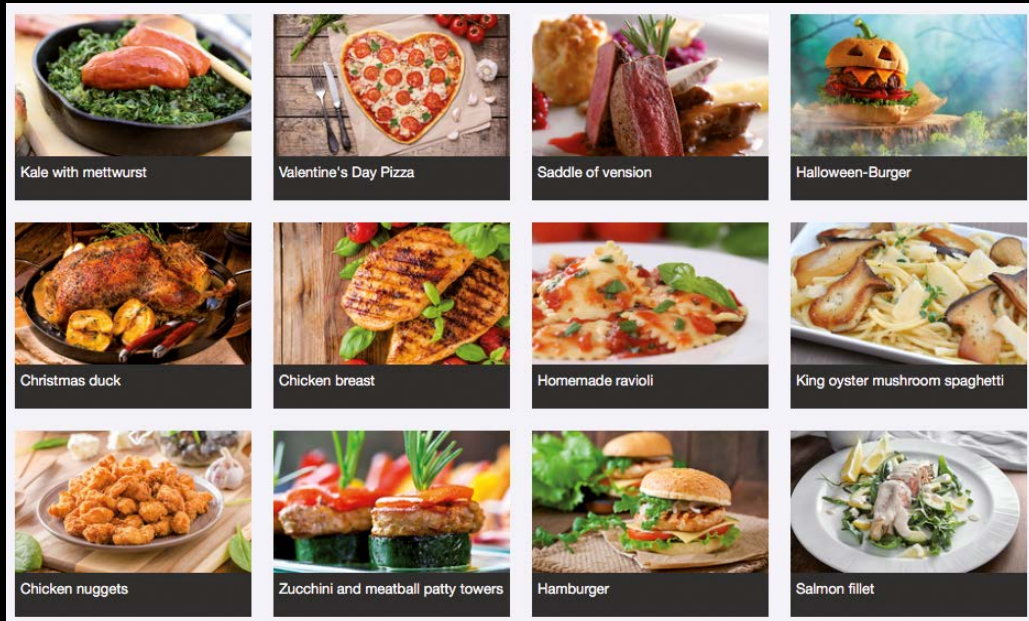 Kale with mettwurst
Valentine's Day Pizza
Saddle of vension
Halloween-Burger
Christmas duck
Chicken breast
Homemade ravioli
King oyster mushroom spaghetti
Chicken nuggets
Zucchini and meatball patty towers
Hamburger
Salmon fillet